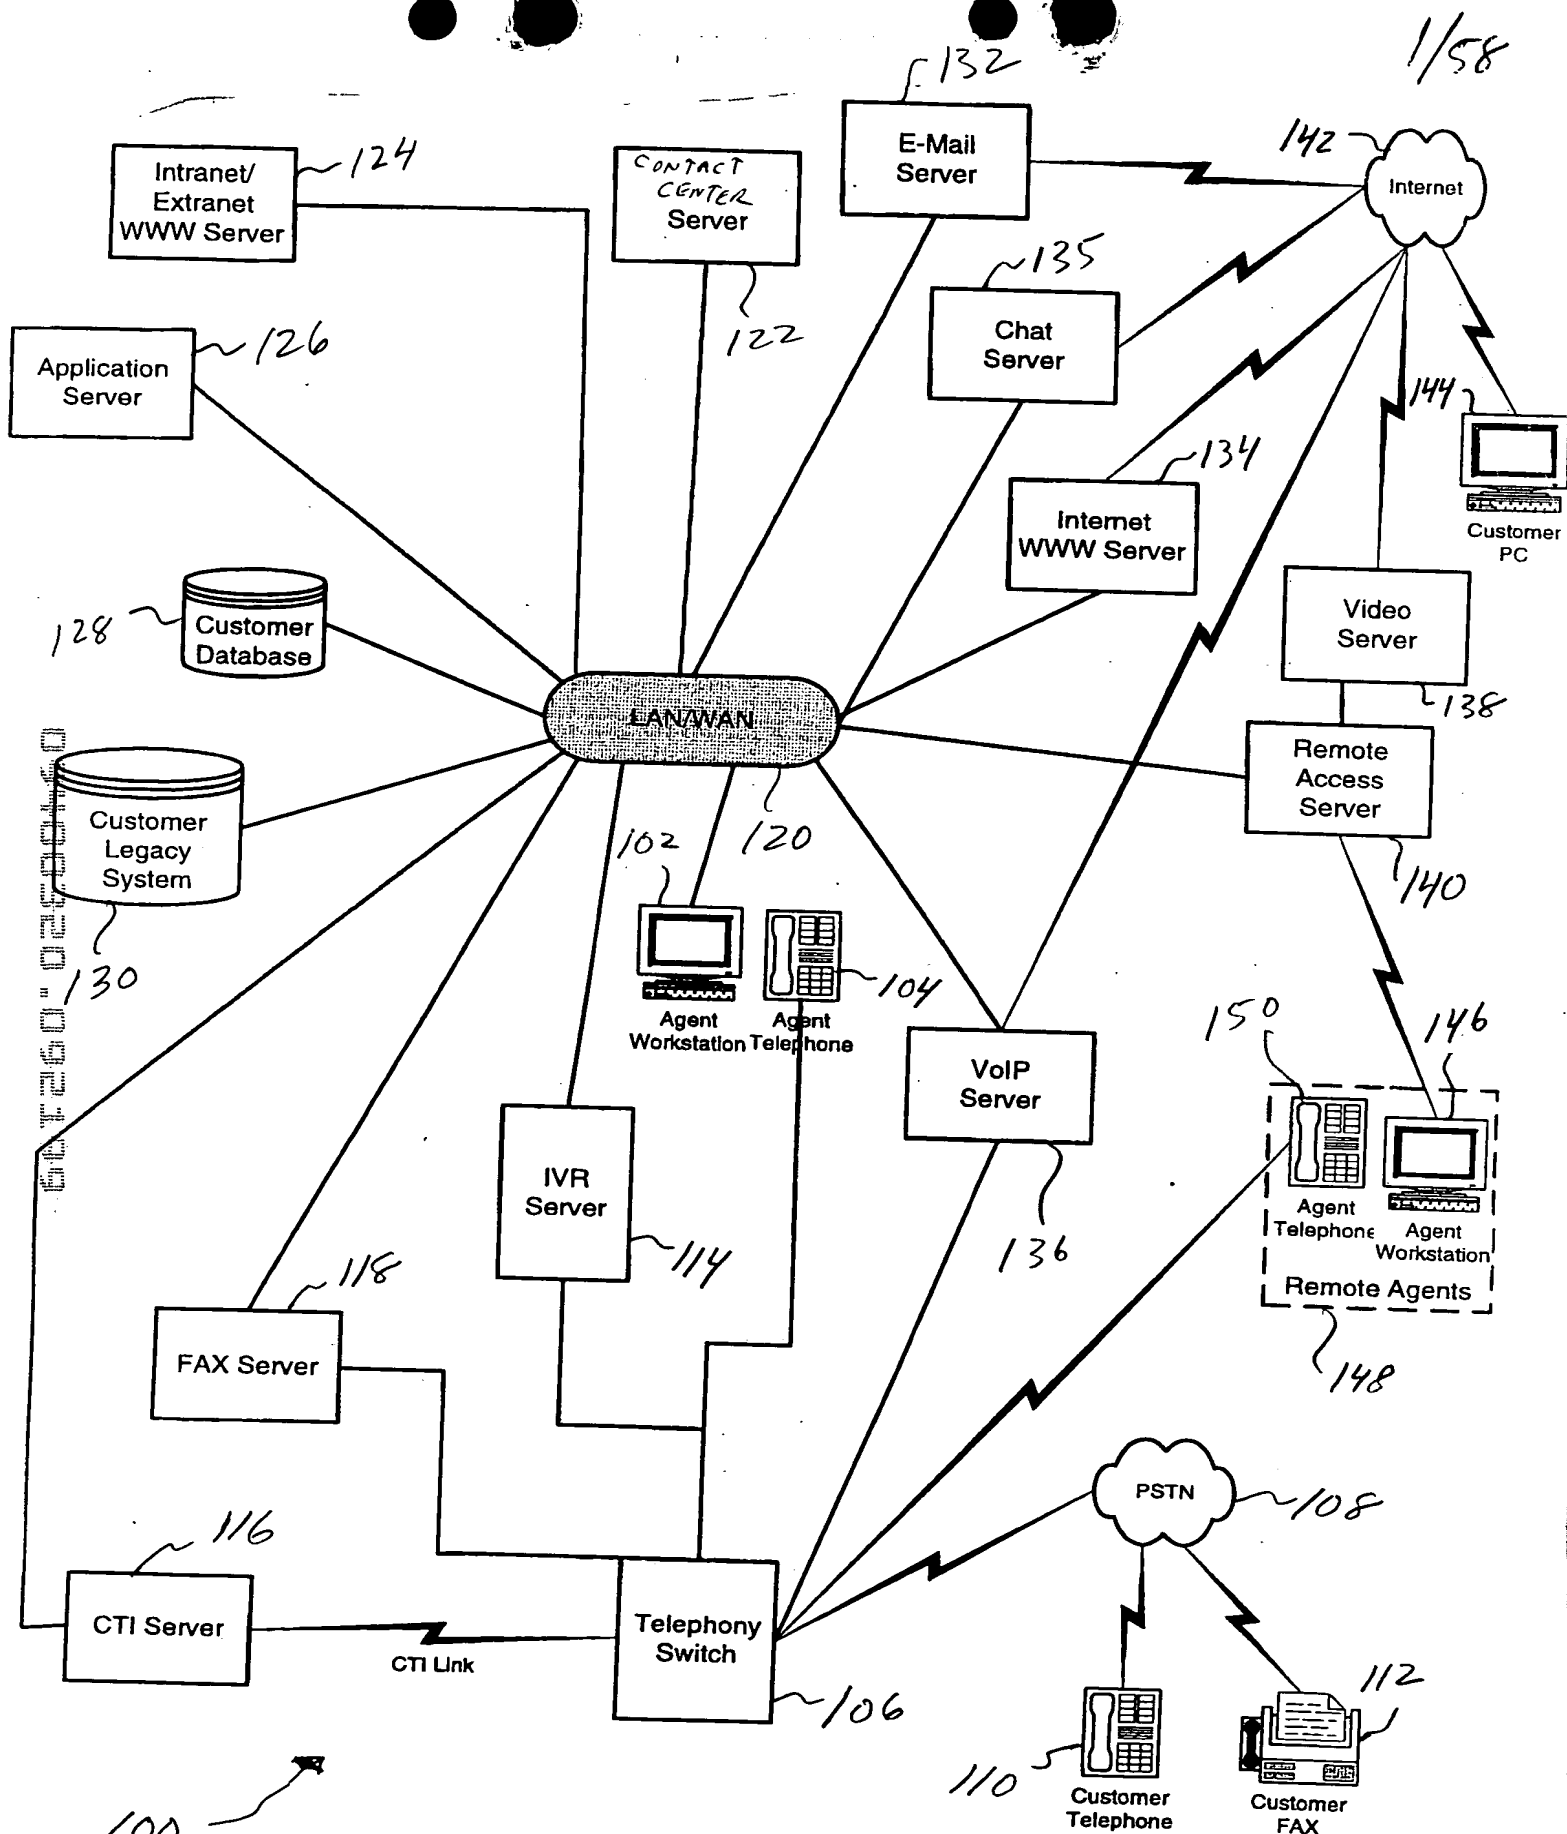 1/58
132
E-Mail
Server
142
Internet
124
Intranet/
Extranet
WWW Server
CONTACT
CENTER
Server
122
135
Chat
Server
126
Application
Server
144
Customer
PC
134
Internet
WWW Server
128
Customer
Database
Video
Server
138
LAN/WAN
120
Remote
Access
Server
140
Customer
Legacy
System
130
102
104
Agent
Workstation
Agent
Telephone
VoIP
Server
136
150
146
Agent
Telephone
Agent
Workstation
Remote Agents
148
IVR
Server
114
118
FAX Server
PSTN
108
116
CTI Server
CTI Link
Telephony
Switch
106
110
Customer
Telephone
112
Customer
FAX
100